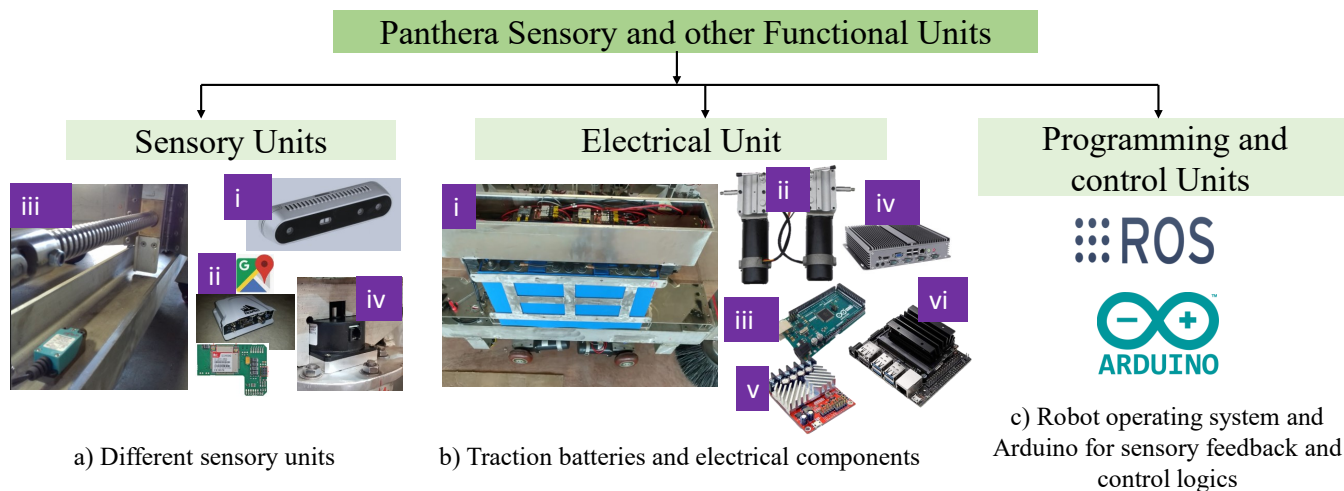 Panthera Sensory and other Functional Units
Sensory Units
Electrical Unit
Programming and
control Units
iii
i
ii
G
iv
i
ii
iv
iii
vi
v
ROS
ARDUINO
TM
a) Different sensory units
b) Traction batteries and electrical components
c) Robot operating system and
Arduino for sensory feedback and
control logics